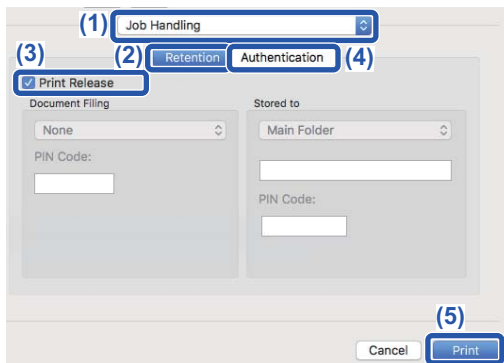 (1) Job Handling
(3) (2) Retention Authentication (4)
Print Release
Document Filing Stored to
None Main Folder
PIN Code:
PIN Code:
(5)
Cancel Print